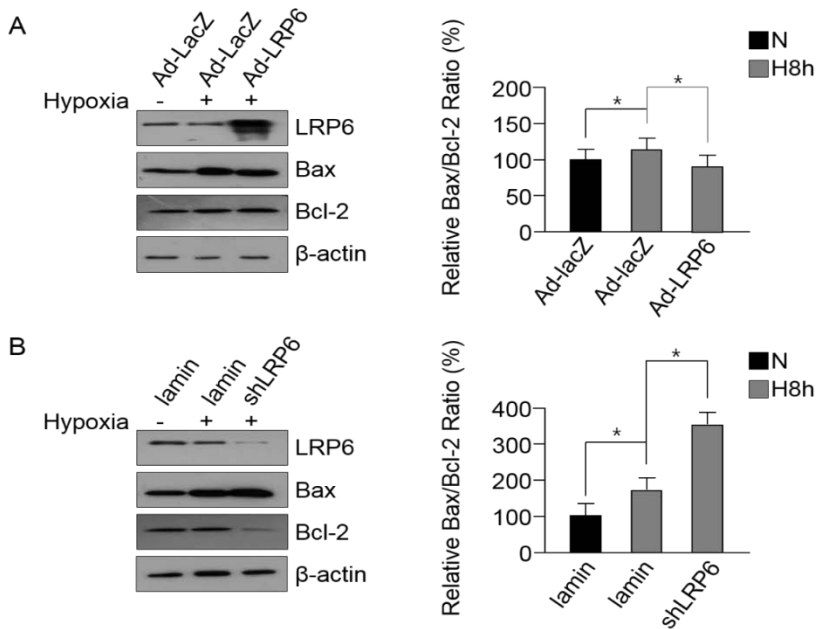 A
Ad-LacZ
Ad-LacZ
Ad-LRP6
Hypoxia - + +
LRP6
Bax
Bcl-2
β-actin
Relative Bax/Bcl-2 Ratio (%)
N
H8h
200
150
100
50
0
*
*
Ad-lacZ
Ad-lacZ
Ad-LRP6
B
lamin
lamin
shLRP6
Hypoxia - + +
LRP6
Bax
Bcl-2
β-actin
Relative Bax/Bcl-2 Ratio (%)
N
H8h
400
300
200
100
0
*
*
lamin
lamin
shLRP6